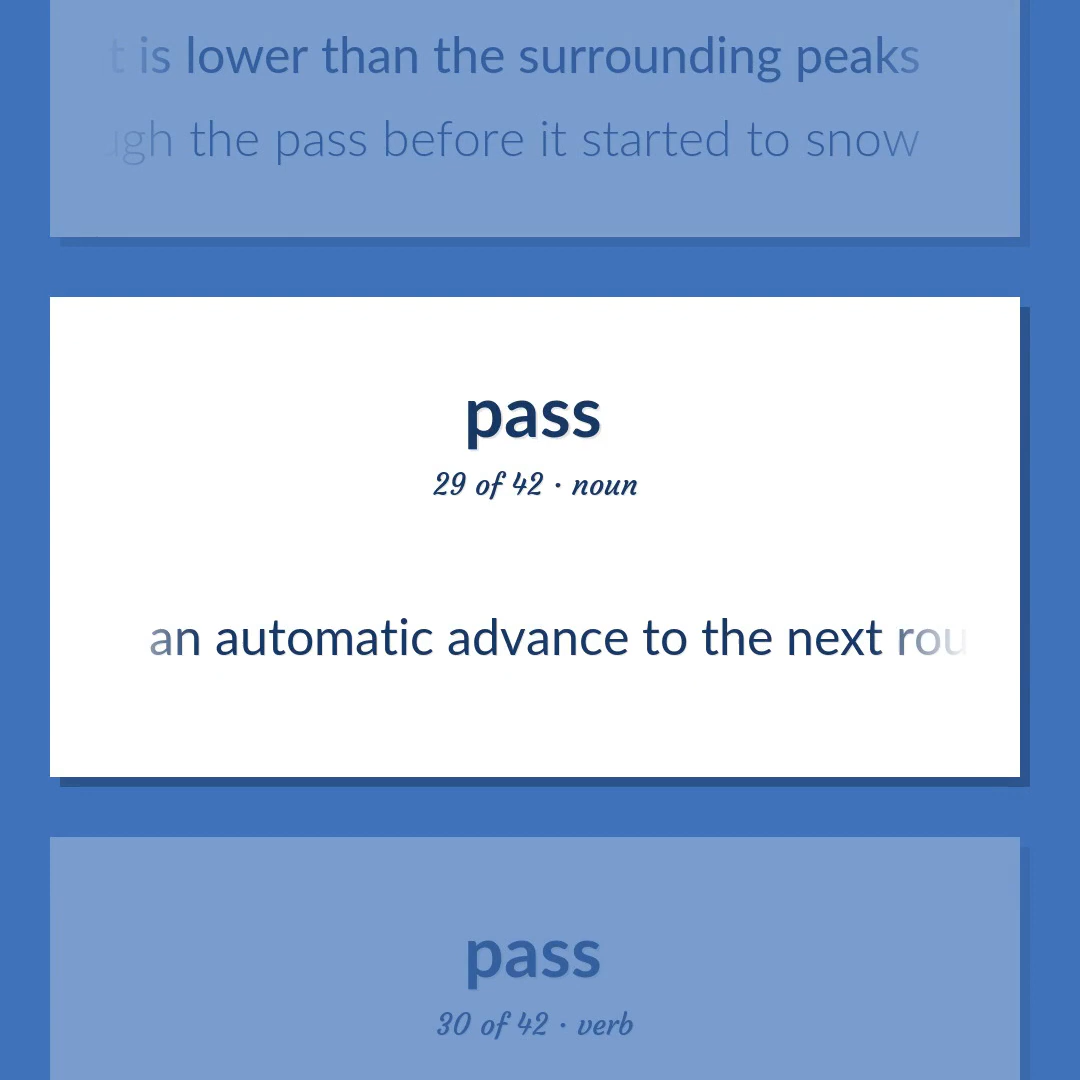 is lower than the surrounding peaks
the pass before it started to snow
pass
29 of 42 · noun
an automatic advance to the next
pass
30 of 42 · verb